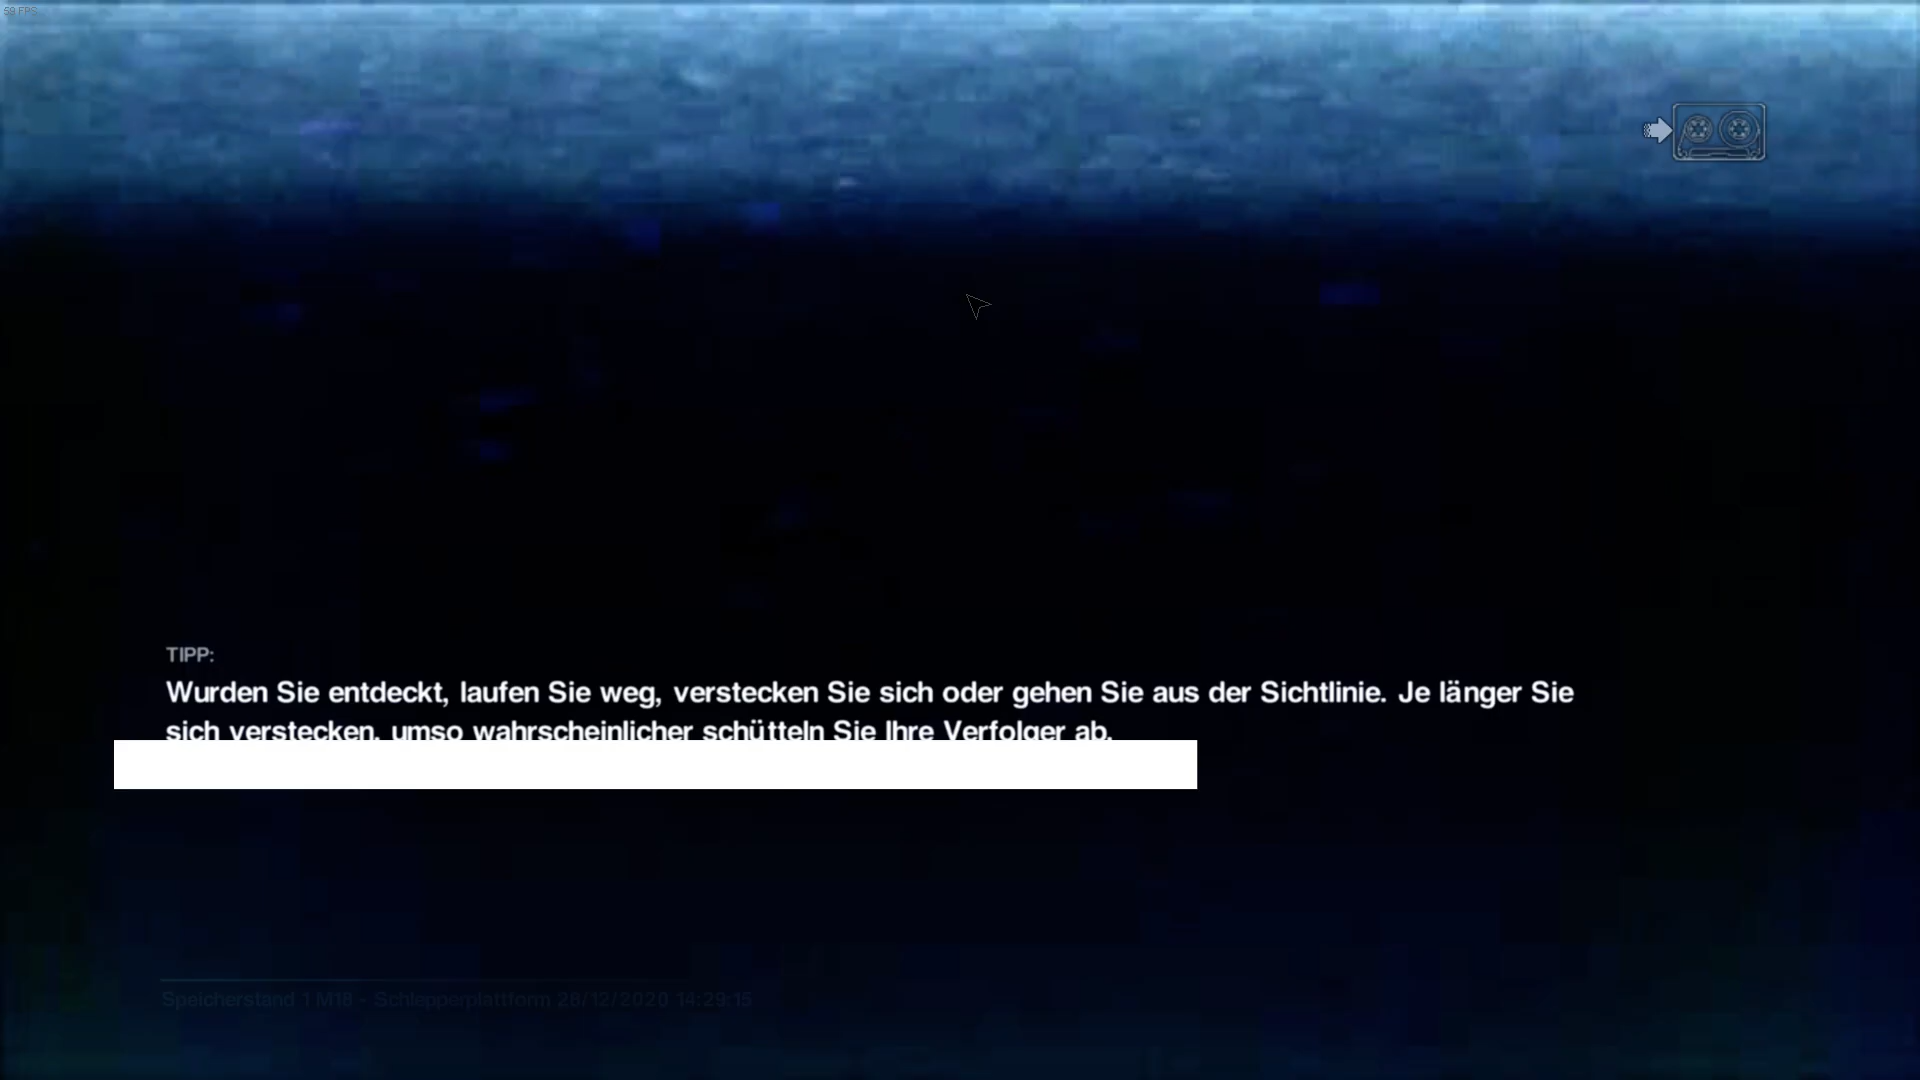 59 FPS
TIPP:
Wurden Sie entdeckt, laufen Sie weg, verstecken Sie sich oder gehen Sie aus der Sichtlinie. Je länger Sie
sich verstecken, umso wahrscheinlicher schütteln Sie Ihre Verfolger ab.
Speicherstand 1 M18 - Schlepperplattform 28/12/2020 14:29:15